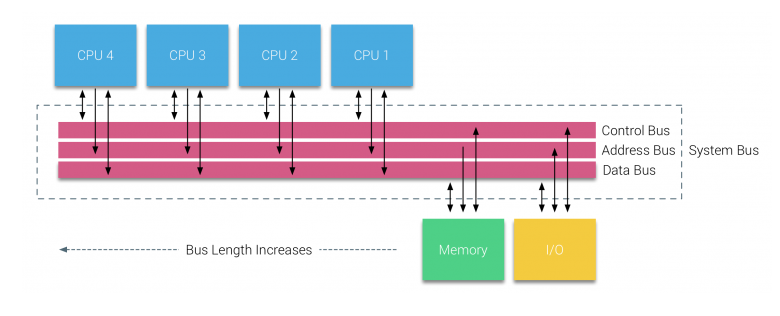 CPU 4
CPU 3
CPU 2
CPU 1
Control Bus
Address Bus
System Bus
Data Bus
Bus Length Increases
Memory
I/O